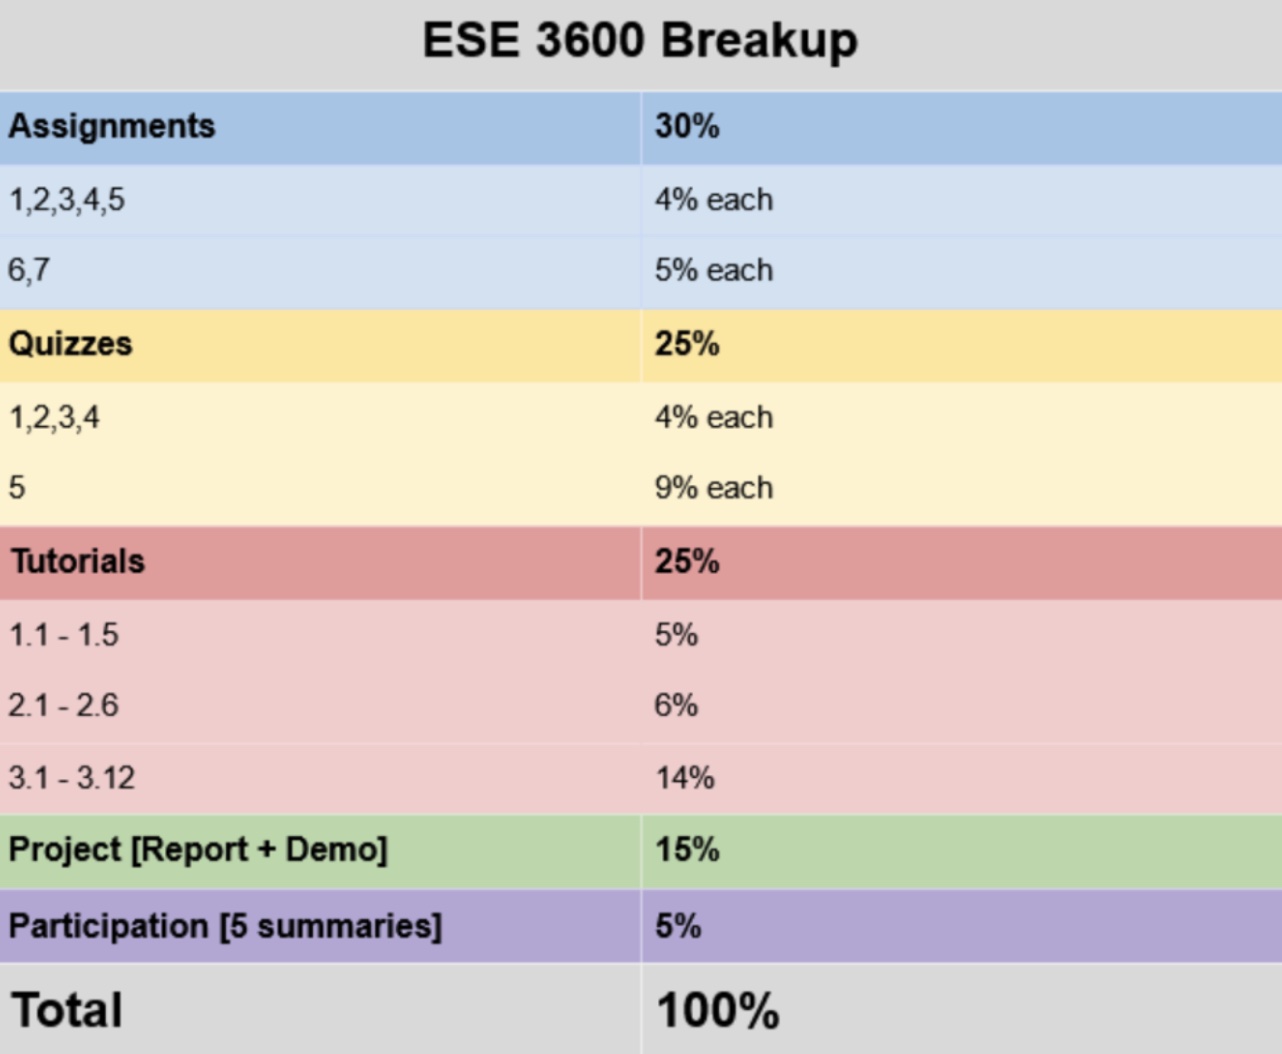 ESE 3600 Breakup
Assignments 30%
1,2,3,4,5 4% each
6,7 5% each
Quizzes 25%
1,2,3,4 4% each
5 9% each
Tutorials 25%
1.1 - 1.5 5%
2.1 - 2.6 6%
3.1 - 3.12 14%
Project [Report + Demo] 15%
Participation [5 summaries] 5%
Total 100%